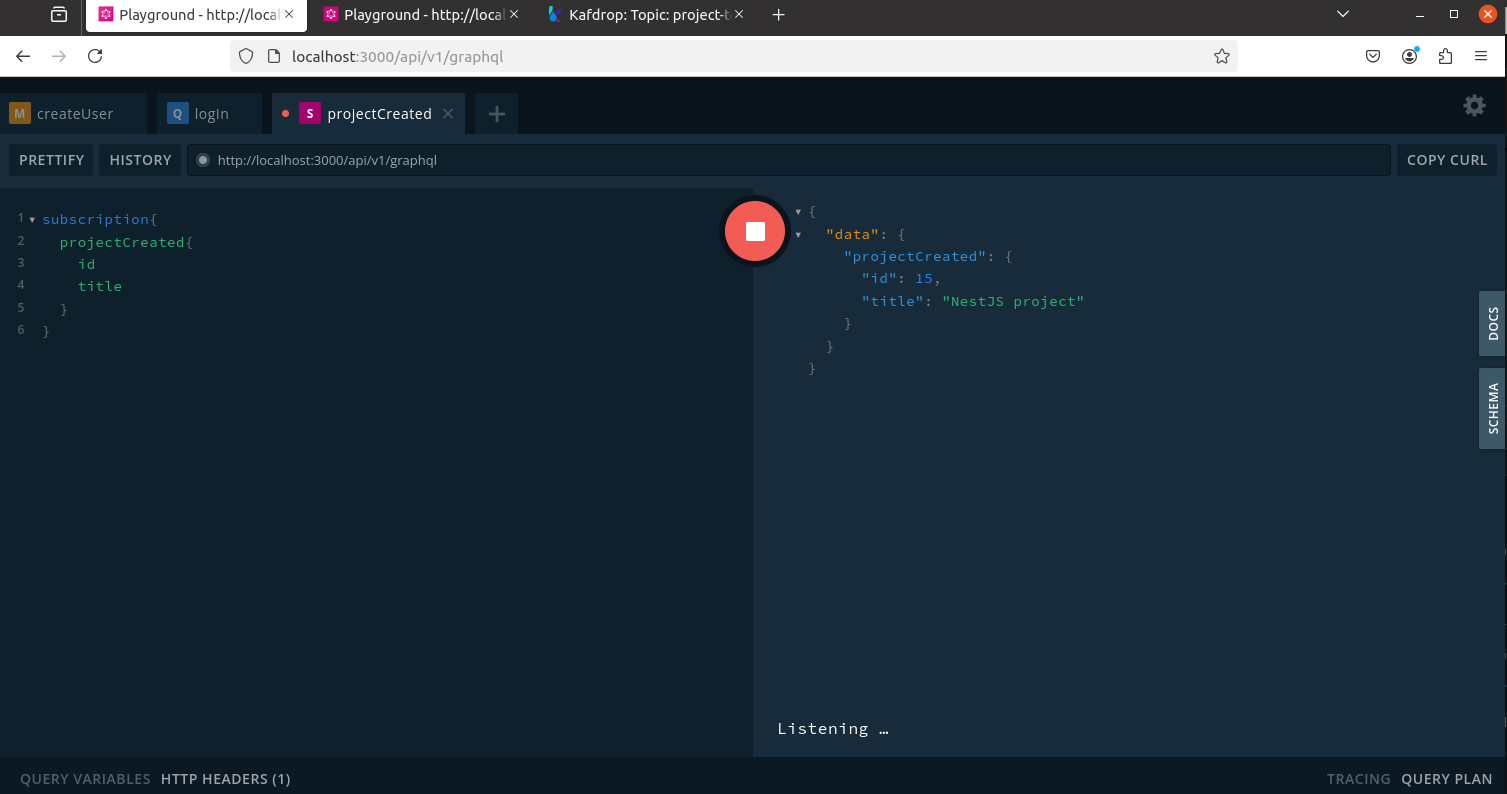 Playground - http://local
Playground - http://local
Kafdrop: Topic: project-t
localhost:3000/api/v1/graphql
M createUser
Q logIn
S projectCreated
PRETTIFY
HISTORY
http://localhost:3000/api/v1/graphql
COPY CURL
1 subscription{
2 projectCreated{
3 id
4 title
5 }
6 }
{
"data": {
"projectCreated": {
"id": 15,
"title": "NestJS project"
}
}
}
DOCS
SCHEMA
Listening …
QUERY VARIABLES
HTTP HEADERS (1)
TRACING
QUERY PLAN